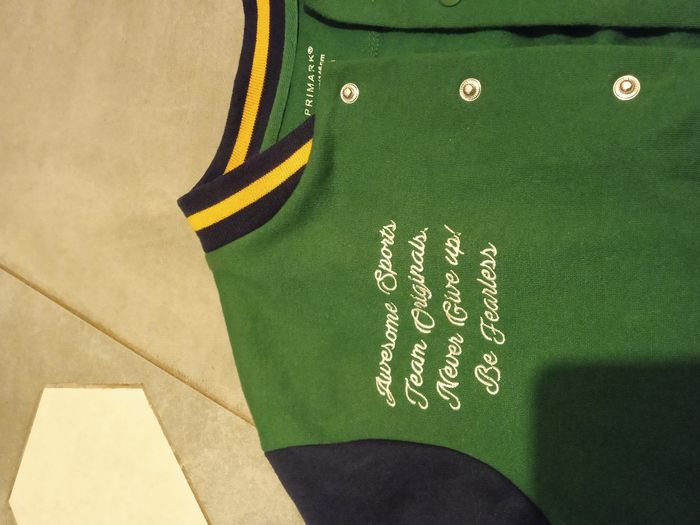 PRIMARK®
Awesome Sports
Team Originals.
Never Give up!
Be Fearless